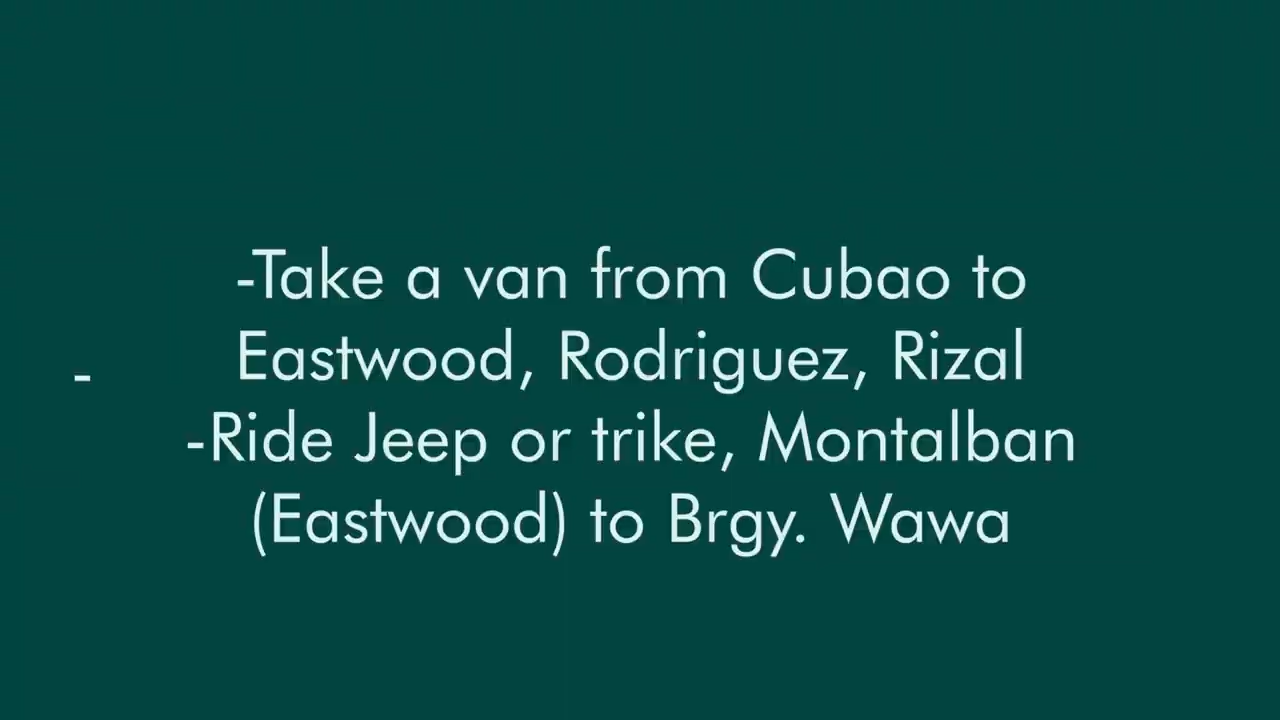 -Take a van from Cubao to
Eastwood, Rodriguez, Rizal
-
-Ride Jeep or trike, Montalban
(Eastwood) to Brgy. Wawa